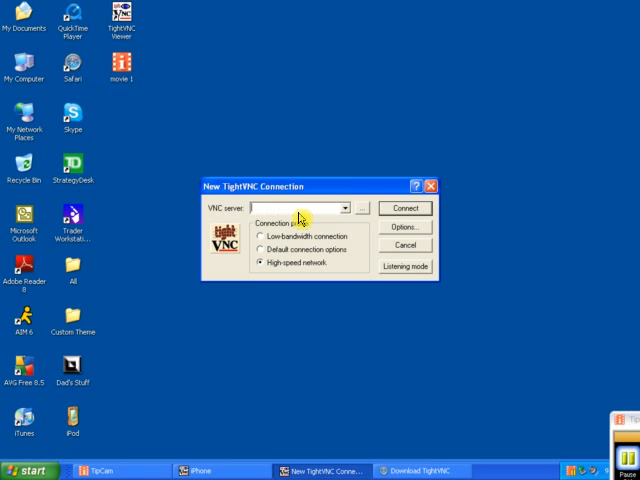 My Documents
QuickTime Player
TightVNC Viewer
My Computer
Safari
movie 1
My Network Places
Skype
Recycle Bin
StrategyDesk
Microsoft Outlook
Trader Workstati...
Adobe Reader 8
All
AIM 6
Custom Theme
AVG Free 8.5
Dad's Stuff
iTunes
iPod
New TightVNC Connection
VNC server:
...
Connect
Connection p
Options...
Low-bandwidth connection
Default connection options
High-speed network
Cancel
Listening mode
tight
VNC
Tip
Pause
start
TipCam
iPhone
New TightVNC Conne...
Download TightVNC